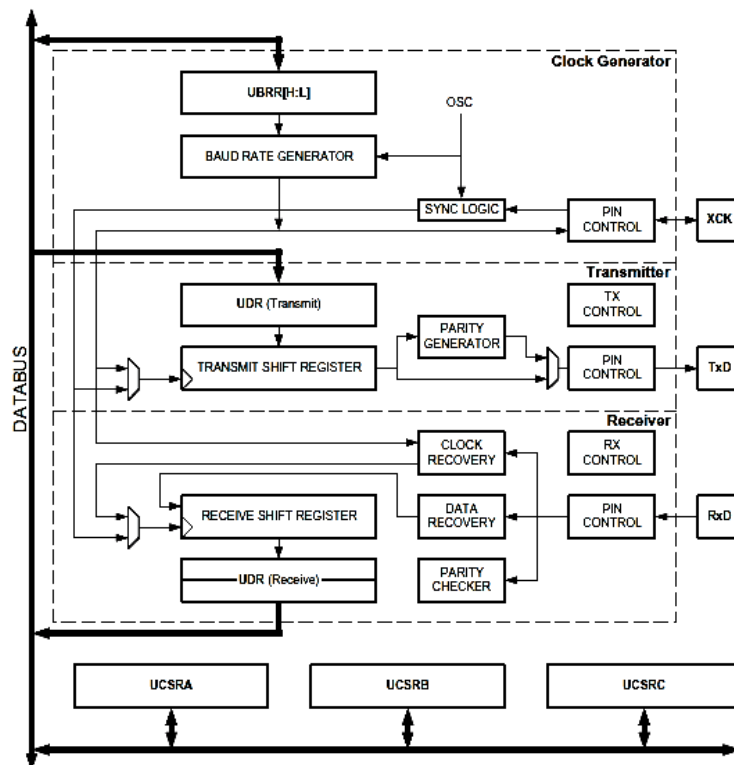 Clock Generator
UBRR[H:L]
OSC
BAUD RATE GENERATOR
SYNC LOGIC
PIN
CONTROL
XCK
Transmitter
UDR (Transmit)
TX
CONTROL
PARITY
GENERATOR
TRANSMIT SHIFT REGISTER
PIN
CONTROL
TxD
DATABUS
Receiver
CLOCK
RECOVERY
RX
CONTROL
RECEIVE SHIFT REGISTER
DATA
RECOVERY
PIN
CONTROL
RxD
UDR (Receive)
PARITY
CHECKER
UCSRA
UCSRB
UCSRC